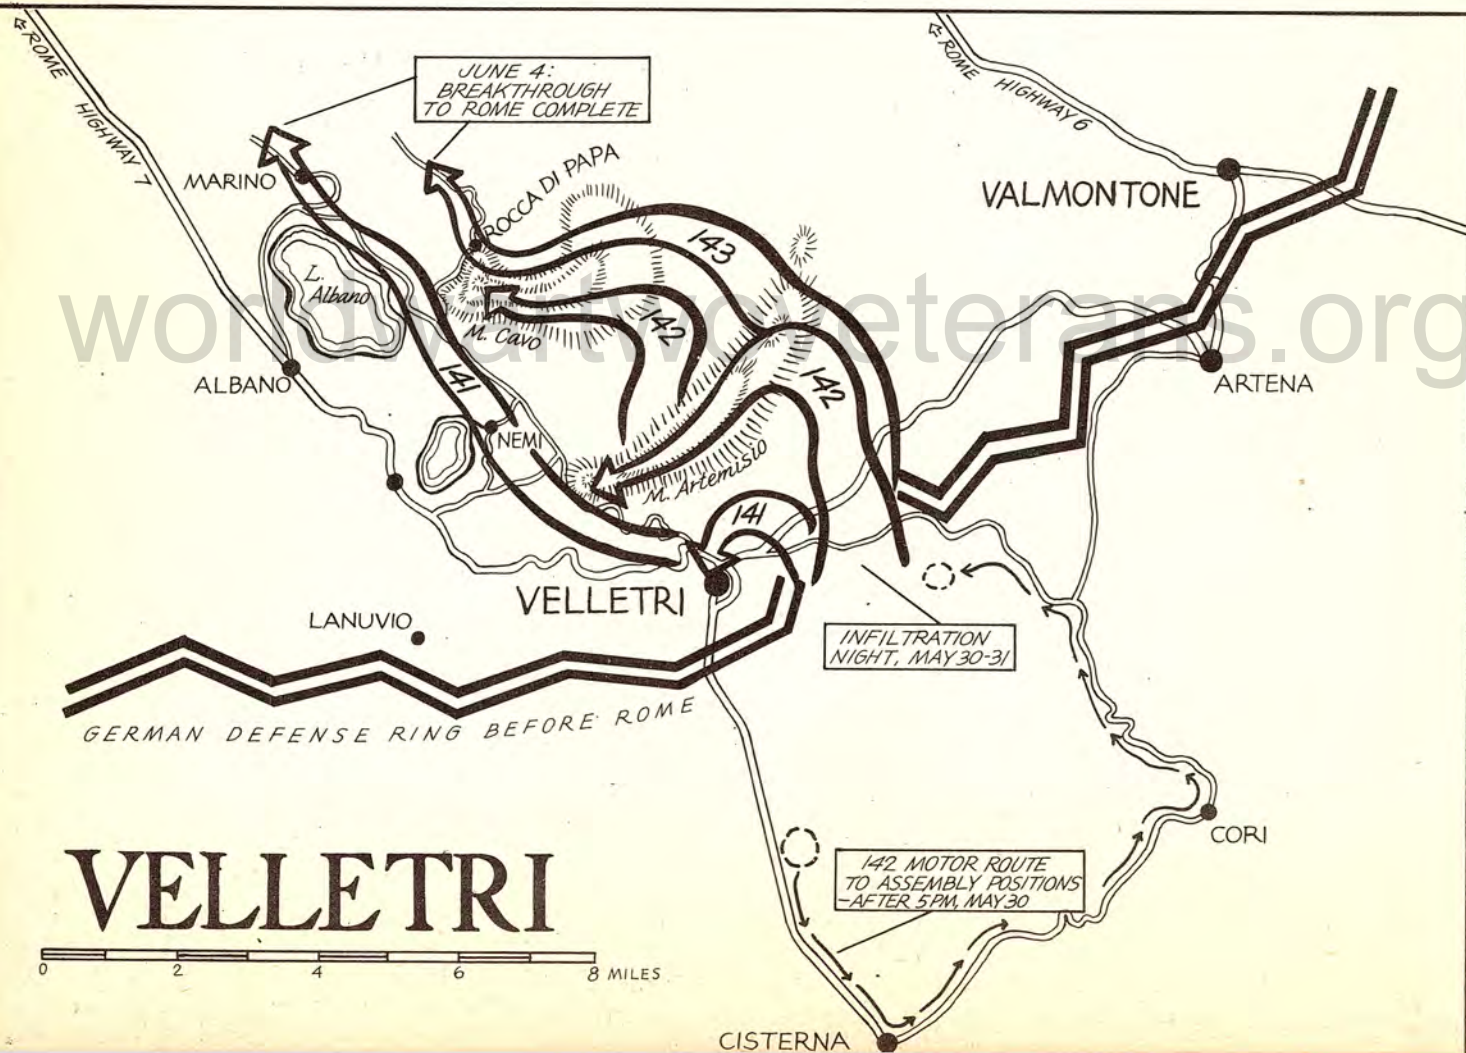 ROME
HIGHWAY 7
JUNE 4:
BREAKTHROUGH
TO ROME COMPLETE
ROME
HIGHWAY 6
MARINO
ROCCA DI PAPA
VALMONTONE
143
L.
Albano
M. Cavo
142
worldwartwoveterans.org
ALBANO
141
142
ARTENA
NEMI
M. Artemisio
141
VELLETRI
LANUVIO
INFILTRATION
NIGHT, MAY 30-31
GERMAN DEFENSE RING BEFORE ROME
CORI
142 MOTOR ROUTE
TO ASSEMBLY POSITIONS
-AFTER 5PM, MAY 30
VELLETRI
0 2 4 6 8 MILES
CISTERNA